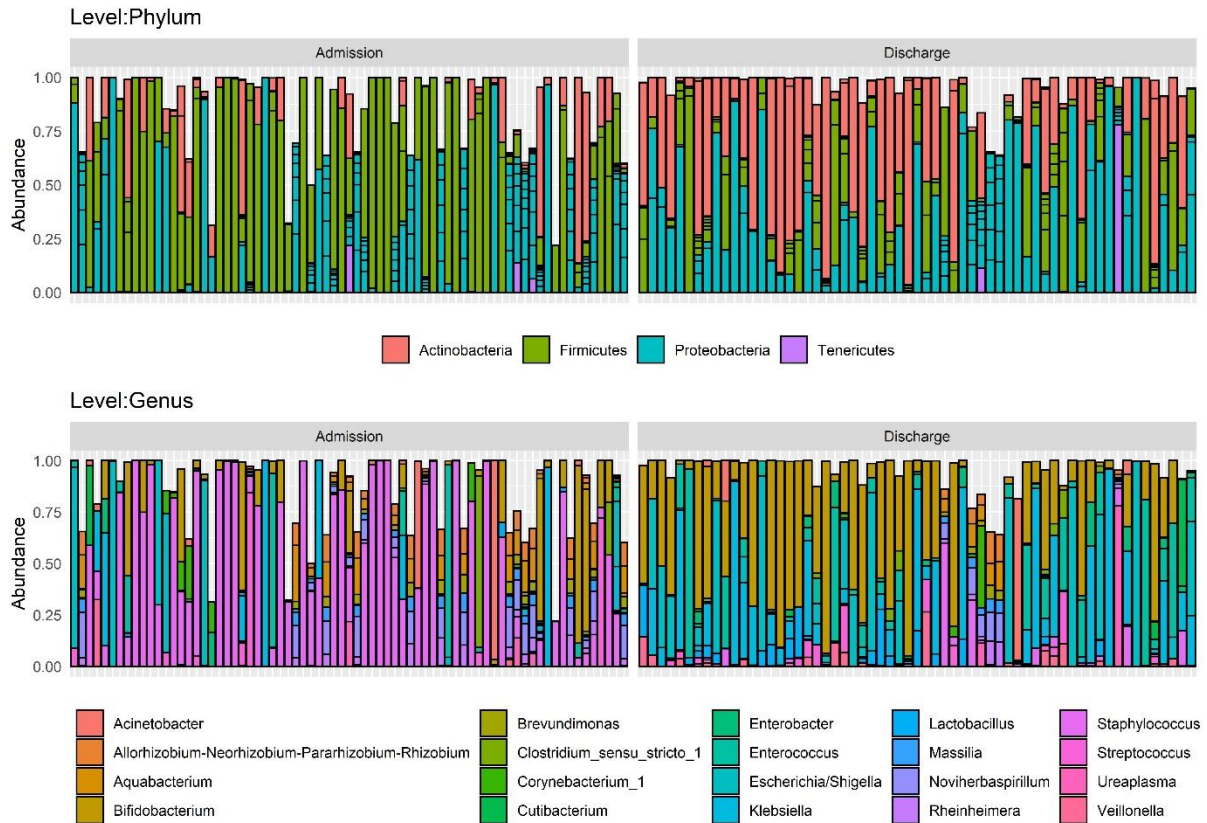 Level:Phylum
Admission Discharge
1.00
0.75
0.50
0.25
0.00
Abundance
Actinobacteria Firmicutes Proteobacteria Tenericutes
Level:Genus
Admission Discharge
1.00
0.75
0.50
0.25
0.00
Abundance
Acinetobacter Brevundimonas Enterobacter Lactobacillus Staphylococcus
Allorhizobium-Neorhizobium-Pararhizobium-Rhizobium Clostridium_sensu_stricto_1 Enterococcus Massilia Streptococcus
Aquabacterium Corynebacterium_1 Escherichia/Shigella Noviherbaspirillum Ureaplasma
Bifidobacterium Cutibacterium Klebsiella Rheinheimera Veillonella